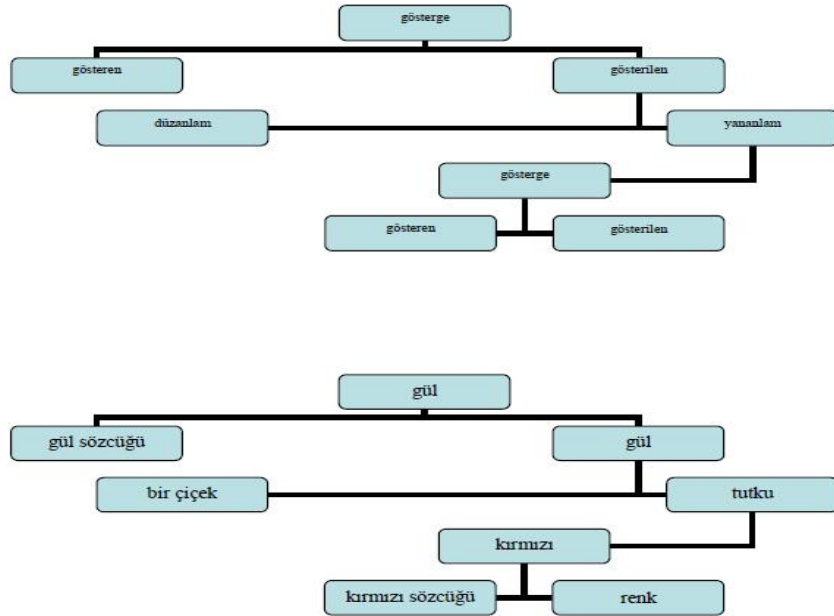 gösterge
gösteren
gösterilen
düzanlam
yananlam
gösterge
gösteren
gösterilen
gül
gül sözcüğü
gül
bir çiçek
tutku
kırmızı
kırmızı sözcüğü
renk